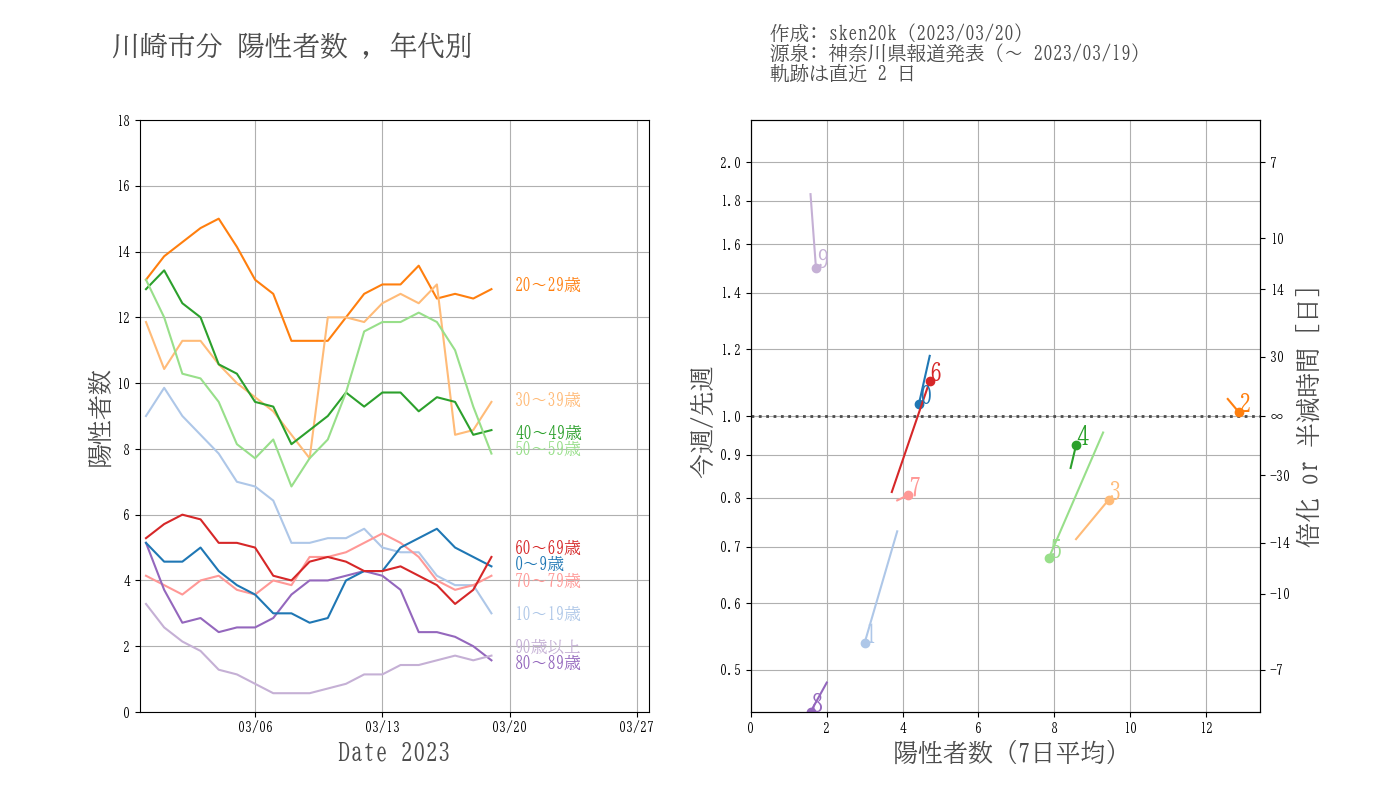 川崎市分 陽性者数 , 年代別
作成: sken20k (2023/03/20)
源泉: 神奈川県報道発表 (～ 2023/03/19)
軌跡は直近 2 日
陽性者数
18
16
14
12
10
8
6
4
2
0
20～29歳
30～39歳
40～49歳
50～59歳
60～69歳
0～9歳
70～79歳
10～19歳
90歳以上
80～89歳
03/06
03/13
03/20
03/27
Date 2023
今週/先週
2.0
1.8
1.6
1.4
1.2
1.0
0.9
0.8
0.7
0.6
0.5
9
6
0
2
4
7
3
5
1
8
0
2
4
6
8
10
12
陽性者数 (7日平均)
7
10
14
30
∞
-30
-14
-10
-7
倍化 or 半減時間 [日]